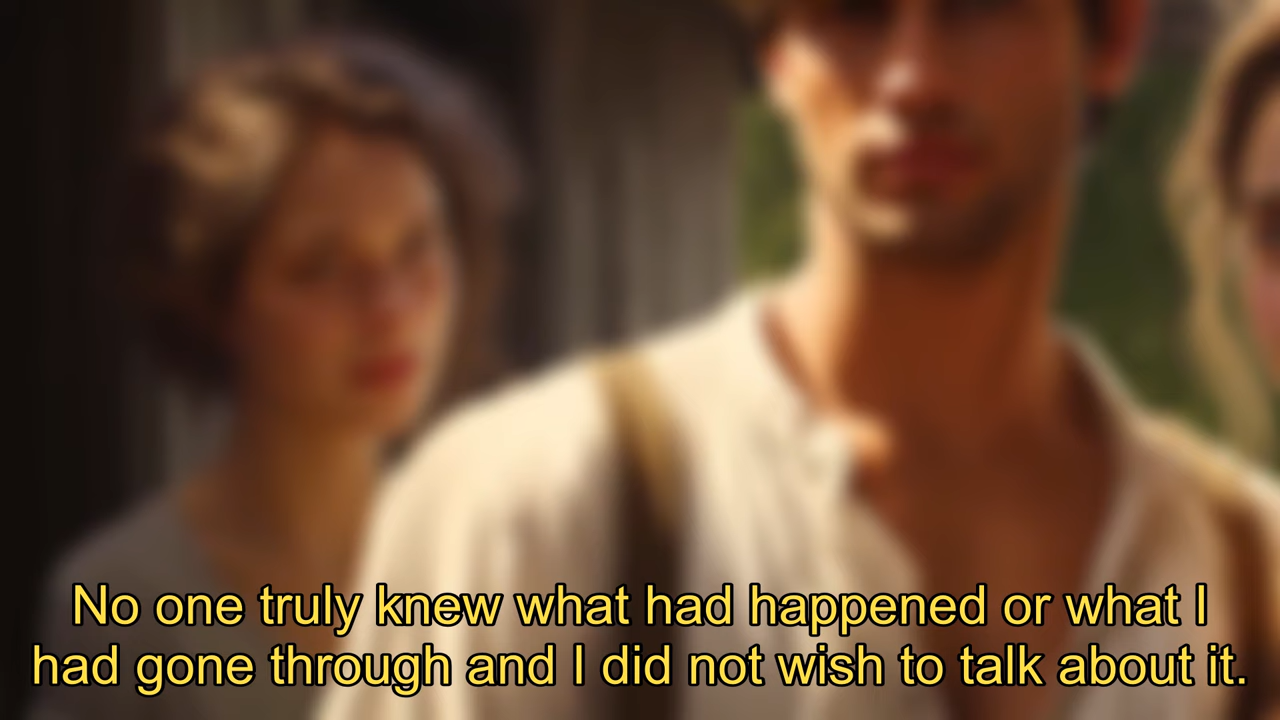 No one truly knew what had happened or what I
had gone through and I did not wish to talk about it.